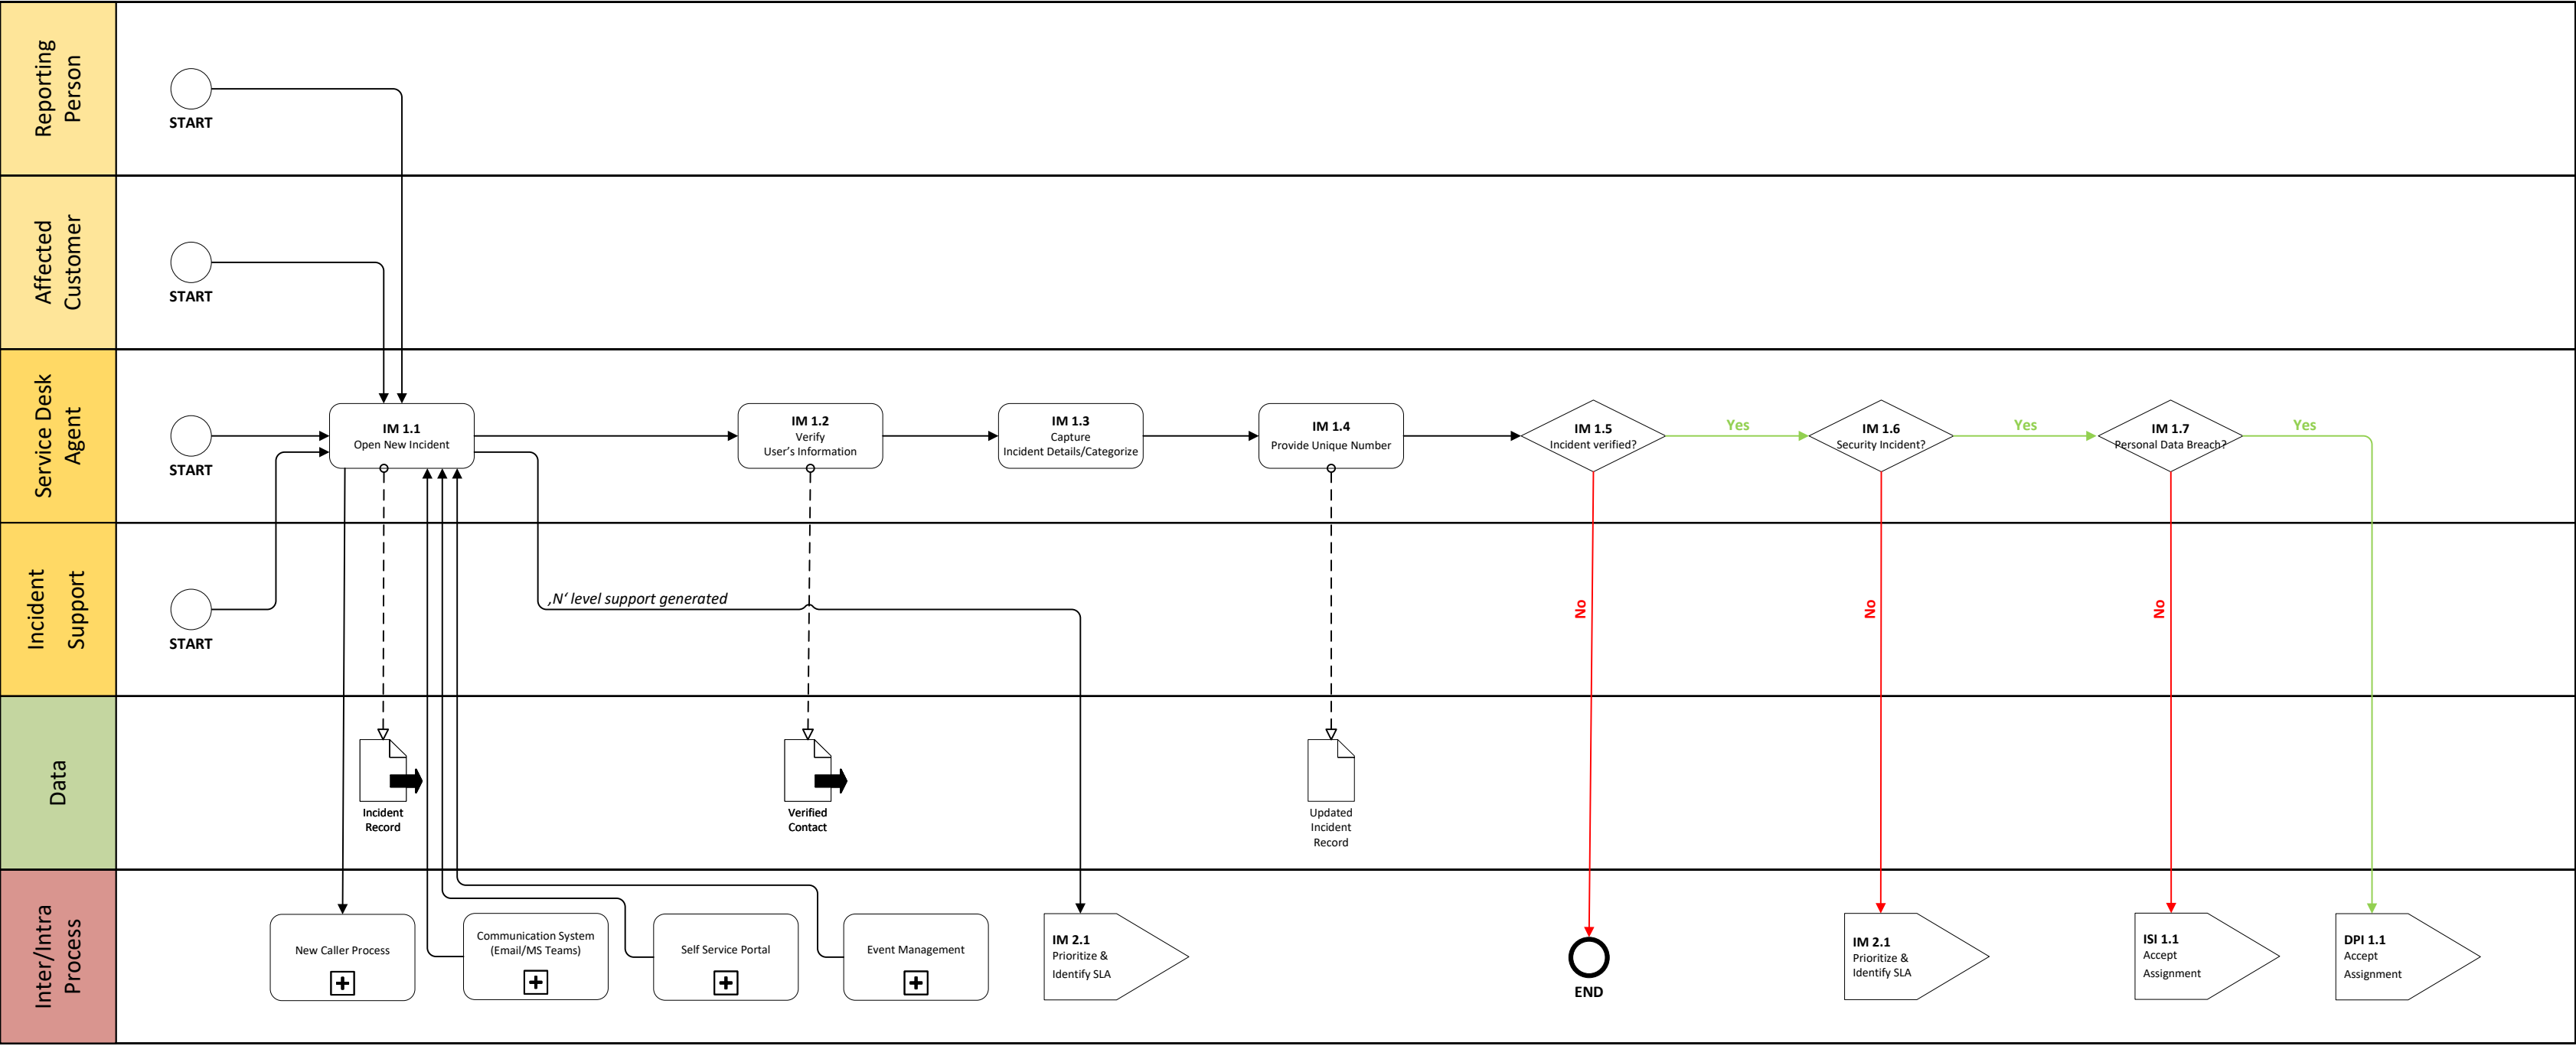 Reporting
Person
START
Affected
Customer
START
Service Desk
Agent
START
IM 1.1
Open New Incident
IM 1.2
Verify
User’s Information
IM 1.3
Capture
Incident Details/Categorize
IM 1.4
Provide Unique Number
IM 1.5
Incident verified?
Yes
IM 1.6
Security Incident?
Yes
IM 1.7
Personal Data Breach?
Yes
Incident
Support
START
‚N‘ level support generated
No
No
No
Data
Incident
Record
Verified
Contact
Updated
Incident
Record
Inter/Intra
Process
New Caller Process
Communication System
(Email/MS Teams)
Self Service Portal
Event Management
IM 2.1
Prioritize &
Identify SLA
END
IM 2.1
Prioritize &
Identify SLA
ISI 1.1
Accept
Assignment
DPI 1.1
Accept
Assignment